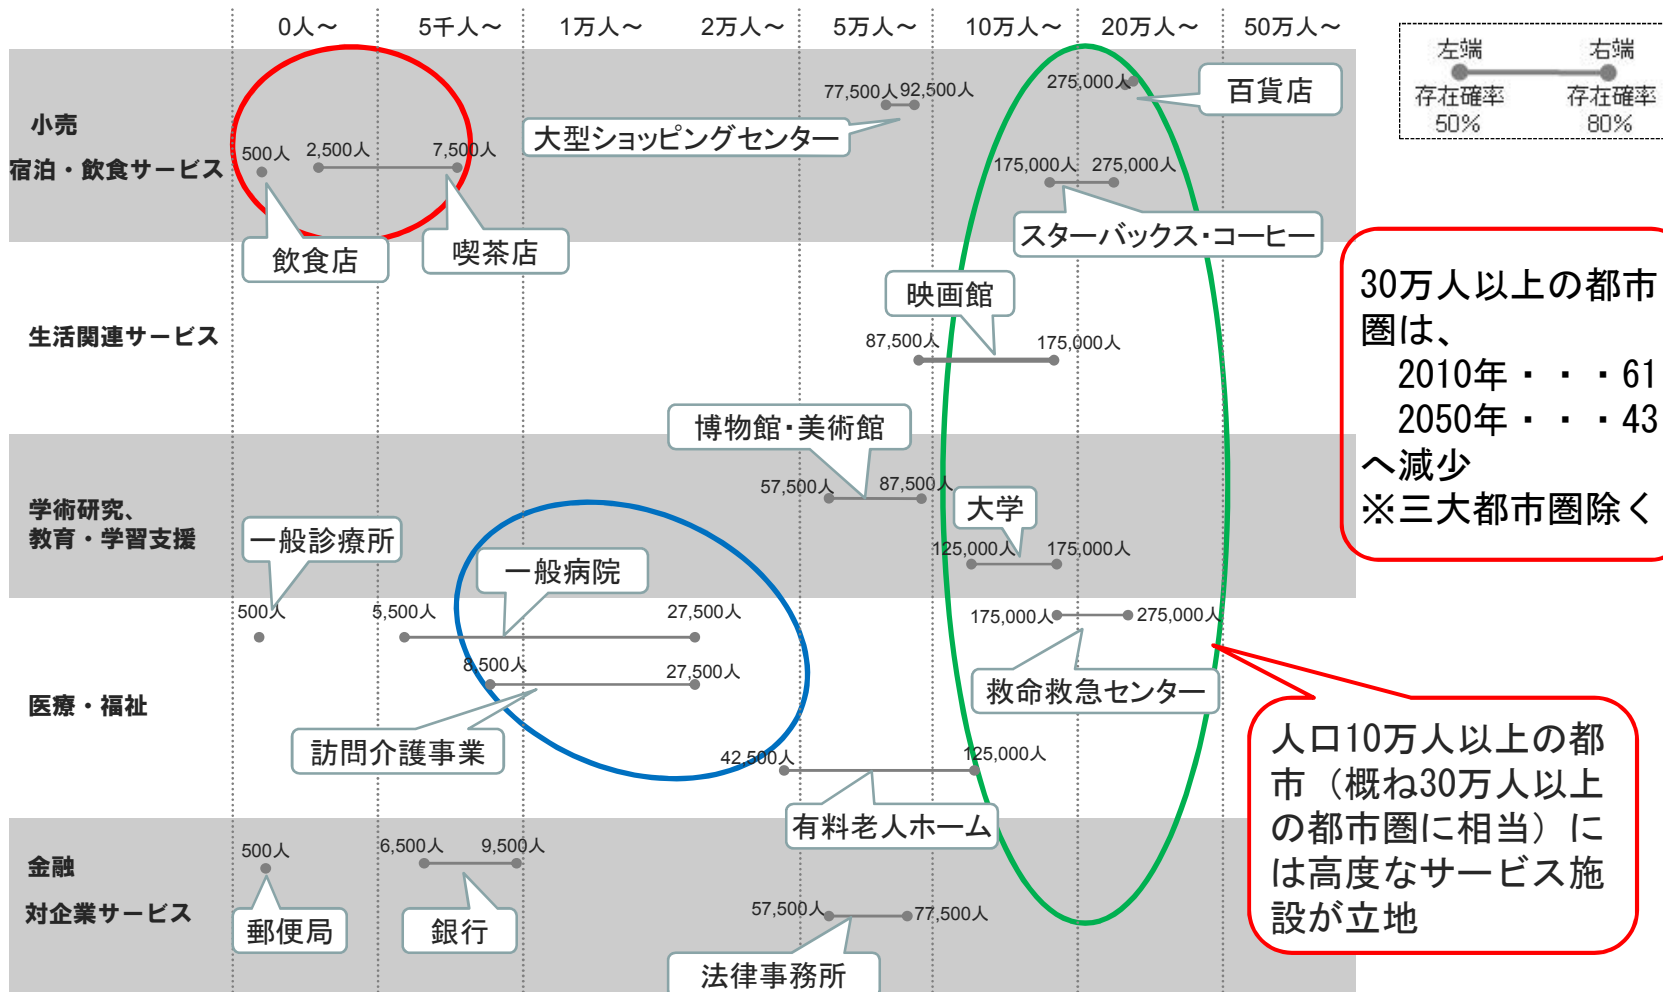 0人～
5千人～
1万人～
2万人～
5万人～
10万人～
20万人～
50万人～
左端
右端
存在確率
存在確率
50%
80%
小売
宿泊・飲食サービス
500人
2,500人
7,500人
飲食店
喫茶店
77,500人
92,500人
大型ショッピングセンター
275,000人
百貨店
175,000人
275,000人
スターバックス・コーヒー
生活関連サービス
映画館
87,500人
175,000人
30万人以上の都市
圏は、
2010年・・・61
2050年・・・43
へ減少
※三大都市圏除く
学術研究、
教育・学習支援
博物館・美術館
57,500人
87,500人
大学
125,000人
175,000人
医療・福祉
一般診療所
500人
一般病院
5,500人
27,500人
8,500人
27,500人
訪問介護事業
175,000人
275,000人
救命救急センター
42,500人
125,000人
有料老人ホーム
人口10万人以上の都
市（概ね30万人以上
の都市圏に相当）に
は高度なサービス施
設が立地
金融
対企業サービス
500人
郵便局
6,500人
9,500人
銀行
57,500人
77,500人
法律事務所